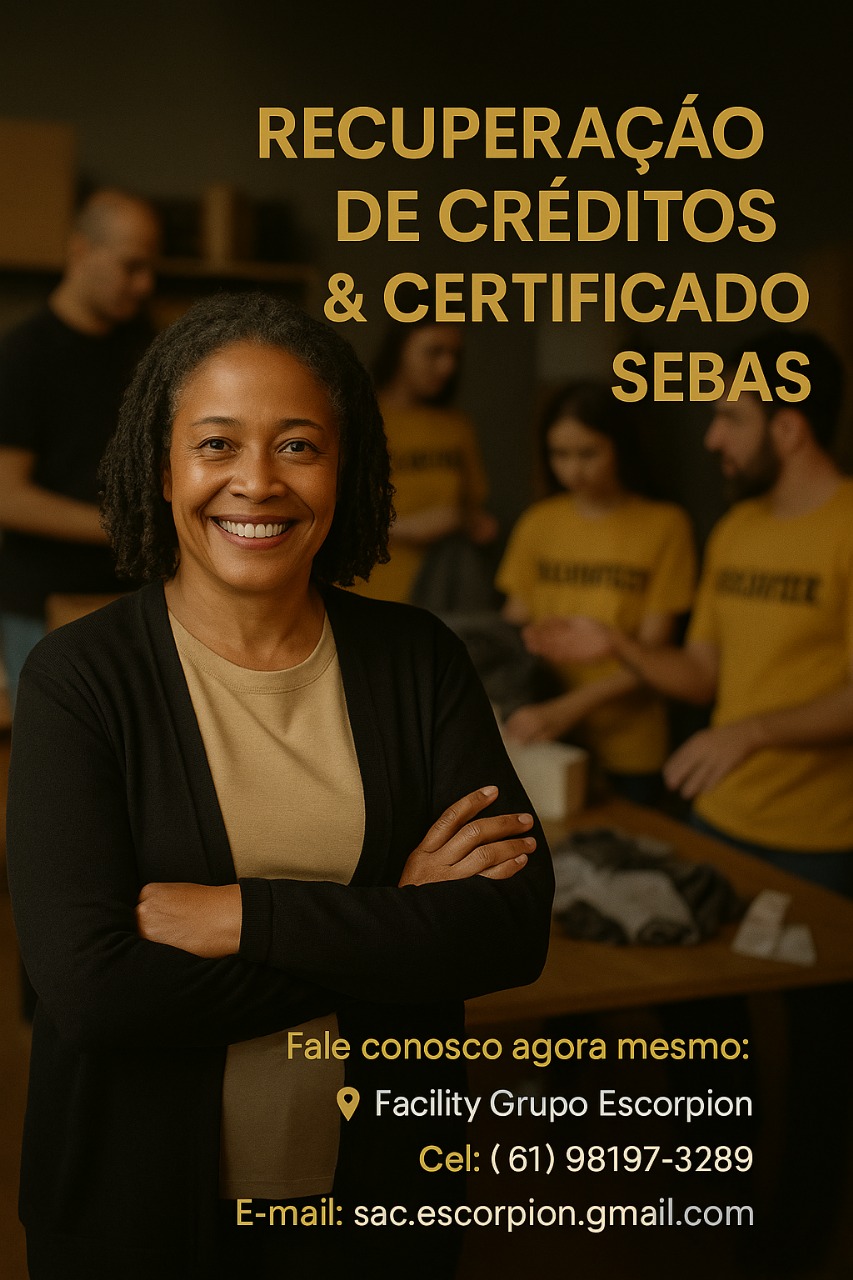 RECUPERAÇÁO
DE CRÉDITOS
& CERTIFICADO
SEBAS
Fale conosco agora mesmo:
Facility Grupo Escorpion
Cel: ( 61) 98197-3289
E-mail: sac.escorpion.gmail.com